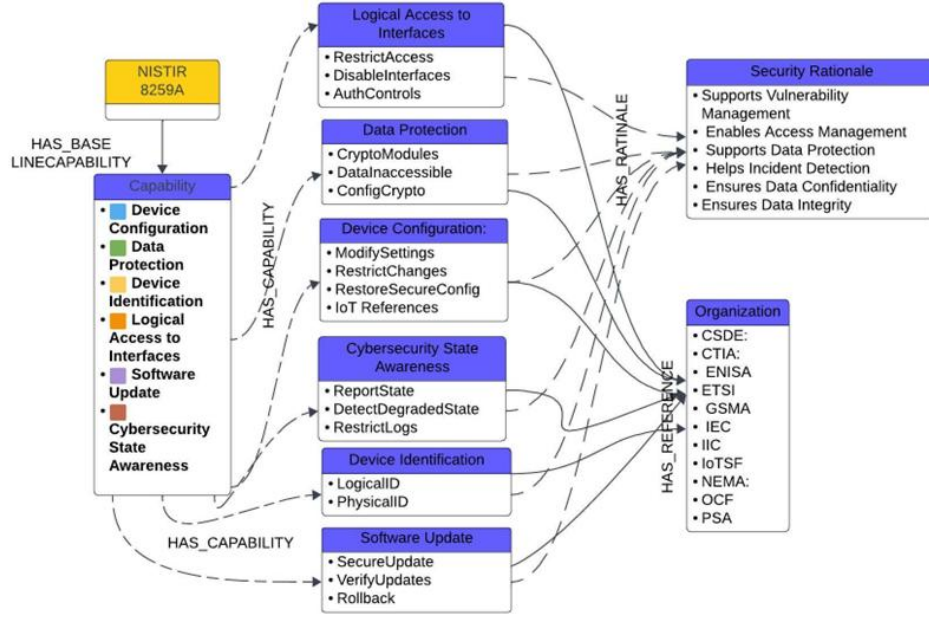 NISTIR
8259A
HAS_BASE
LINECAPABILITY
Capability
• Device
Configuration
• Data
Protection
• Device
Identification
• Logical
Access to
Interfaces
• Software
Update
•
Cybersecurity
State
Awareness
HAS_CAPABILITY
HAS_CAPABILITY
Logical Access to
Interfaces
• RestrictAccess
• DisableInterfaces
• AuthControls
Data Protection
• CryptoModules
• DataInaccessible
• ConfigCrypto
Device Configuration:
• ModifySettings
• RestrictChanges
• RestoreSecureConfig
• IoT References
Cybersecurity State
Awareness
• ReportState
• DetectDegradedState
• RestrictLogs
Device Identification
• LogicalID
• PhysicalID
Software Update
• SecureUpdate
• VerifyUpdates
• Rollback
HAS_RATINALE
HAS_REFERENCE
Security Rationale
• Supports Vulnerability
Management
• Enables Access Management
• Supports Data Protection
• Helps Incident Detection
• Ensures Data Confidentiality
• Ensures Data Integrity
Organization
• CSDE:
• CTIA:
• ENISA
• ETSI
• GSMA
• IEC
• IIC
• IoTSF
• NEMA:
• OCF
• PSA